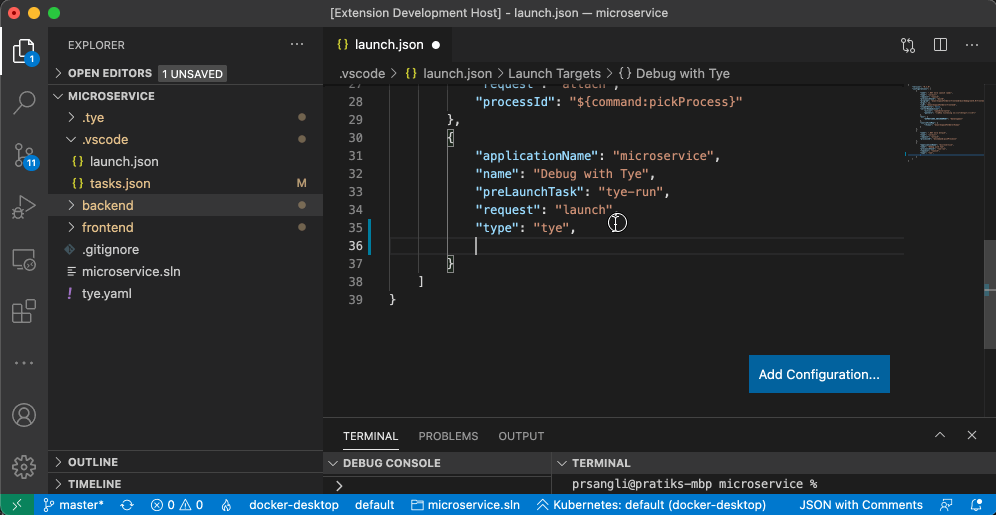 [Extension Development Host] - launch.json — microservice
EXPLORER
OPEN EDITORS 1 UNSAVED
MICROSERVICE
.tye
.vscode
{} launch.json
{} tasks.json M
backend
frontend
.gitignore
microservice.sln
! tye.yaml
OUTLINE
TIMELINE
1
11
{} launch.json
.vscode > {} launch.json > Launch Targets > {} Debug with Tye
27 "request": "attach",
28 "processId": "${command:pickProcess}"
29 },
30 {
31 "applicationName": "microservice",
32 "name": "Debug with Tye",
33 "preLaunchTask": "tye-run",
34 "request": "launch"
35 "type": "tye",
36
37 }
38 ]
39 }
Add Configuration...
TERMINAL PROBLEMS OUTPUT
DEBUG CONSOLE
>
TERMINAL
prsangli@pratiks-mbp microservice %
master* 0 0 docker-desktop default microservice.sln Kubernetes: default (docker-desktop) JSON with Comments